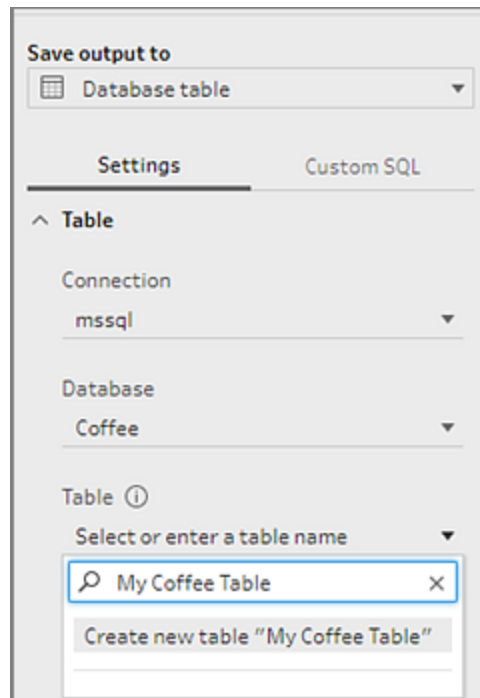 Save output to
Database table
Settings Custom SQL
Table
Connection
mssql
Database
Coffee
Table
Select or enter a table name
My Coffee Table
Create new table "My Coffee Table"